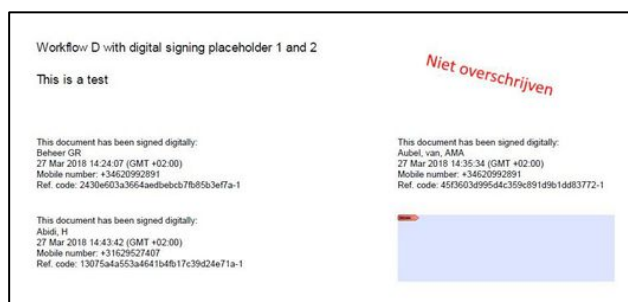 Workflow D with digital signing placeholder 1 and 2
Niet overschrijven
This is a test
This document has been signed digitally:
Beheer GR
27 Mar 2018 14:24:07 (GMT +02:00)
Mobile number: +34620992891
Ref. code: 2430e603a3664aedbebcb7fb85b3ef7a-1
This document has been signed digitally:
Aubel, van, AMA
27 Mar 2018 14:35:34 (GMT +02:00)
Mobile number: +34620992891
Ref. code: 45f3603d995d4c359c891d9b1dd83772-1
This document has been signed digitally:
Abidi, H
27 Mar 2018 14:43:42 (GMT +02:00)
Mobile number: +31629527407
Ref. code: 13075a4a553a4641b4fb17c39d24e71a-1